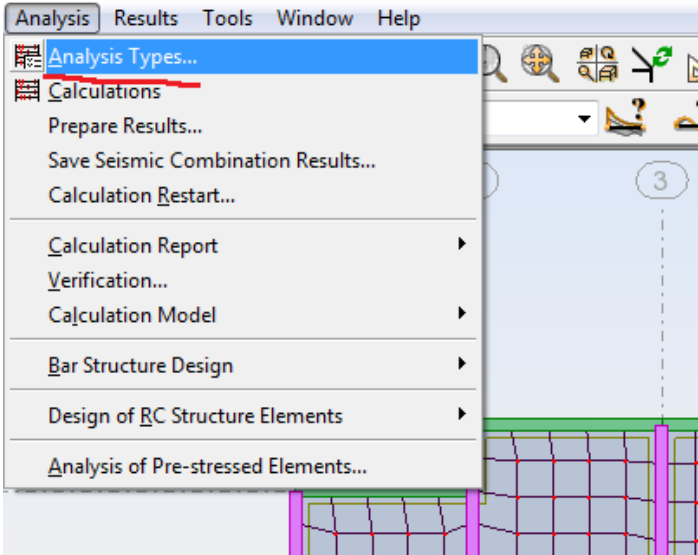 Analysis Results Tools Window Help
Analysis Types...
Calculations
Prepare Results...
Save Seismic Combination Results...
Calculation Restart...
Calculation Report
Verification...
Calculation Model
Bar Structure Design
Design of RC Structure Elements
Analysis of Pre-stressed Elements...
3